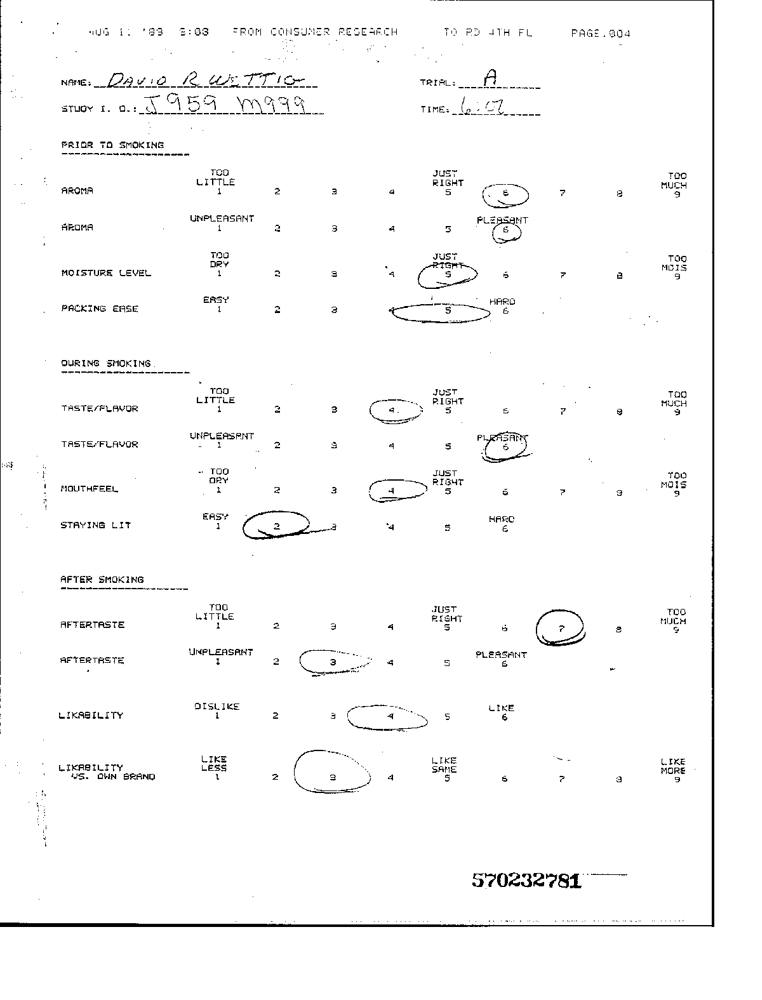 AUG 11 '89 3:03 FROM CONSUMER RESEARCH TO RD 4TH FL PAGE.004
NAME: DAVID R WETTIG TRIAL: A
STUDY I. D.: J959 M999 TIME: 6:07
PRIOR TO SMOKING
TOO LITTLE JUST RIGHT TOO MUCH
AROMA 1 2 3 4 5 6 7 8 9
UNPLEASANT PLEASANT
AROMA 1 2 3 4 5 6
TOO DRY JUST RIGHT TOO MOIS
MOISTURE LEVEL 1 2 3 4 5 6 7 8 9
EASY HARD
PACKING EASE 1 2 3 4 5 6
DURING SMOKING
TOO LITTLE JUST RIGHT TOO MUCH
TASTE/FLAVOR 1 2 3 4 5 6 7 8 9
UNPLEASANT PLEASANT
TASTE/FLAVOR 1 2 3 4 5 6
TOO DRY JUST RIGHT TOO MOIS
MOUTHFEEL 1 2 3 4 5 6 7 8 9
EASY HARD
STAYING LIT 1 2 3 4 5 6
AFTER SMOKING
TOO LITTLE JUST RIGHT TOO MUCH
AFTERTASTE 1 2 3 4 5 6 7 8 9
UNPLEASANT PLEASANT
AFTERTASTE 1 2 3 4 5 6
DISLIKE LIKE
LIKABILITY 1 2 3 4 5 6
LIKE LESS LIKE SAME LIKE MORE
LIKABILITY
VS. OWN BRAND 1 2 3 4 5 6 7 8 9
570232781